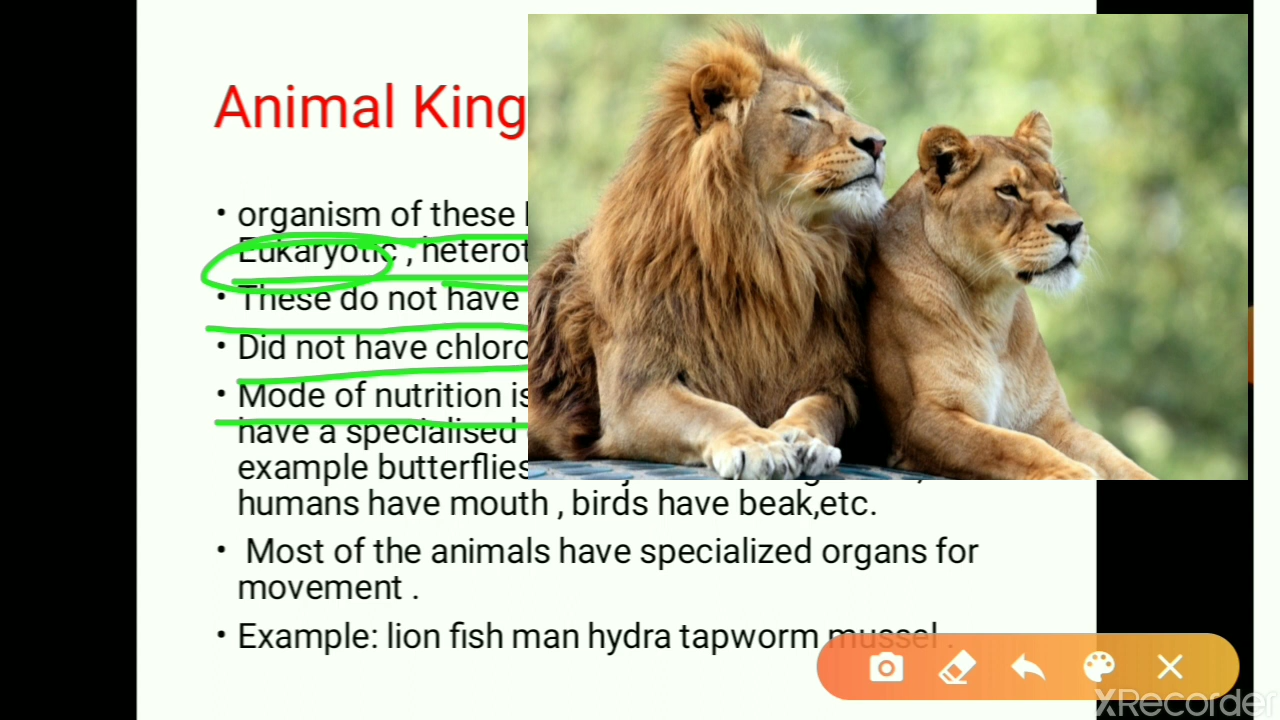 Animal King
• organism of these
Eukaryotic , heterot
• These do not have
• Did not have chloro
• Mode of nutrition is
have a specialised
example butterflies
humans have mouth , birds have beak,etc.
• Most of the animals have specialized organs for
movement .
• Example: lion fish man hydra tapworm mussel .
XRecorder